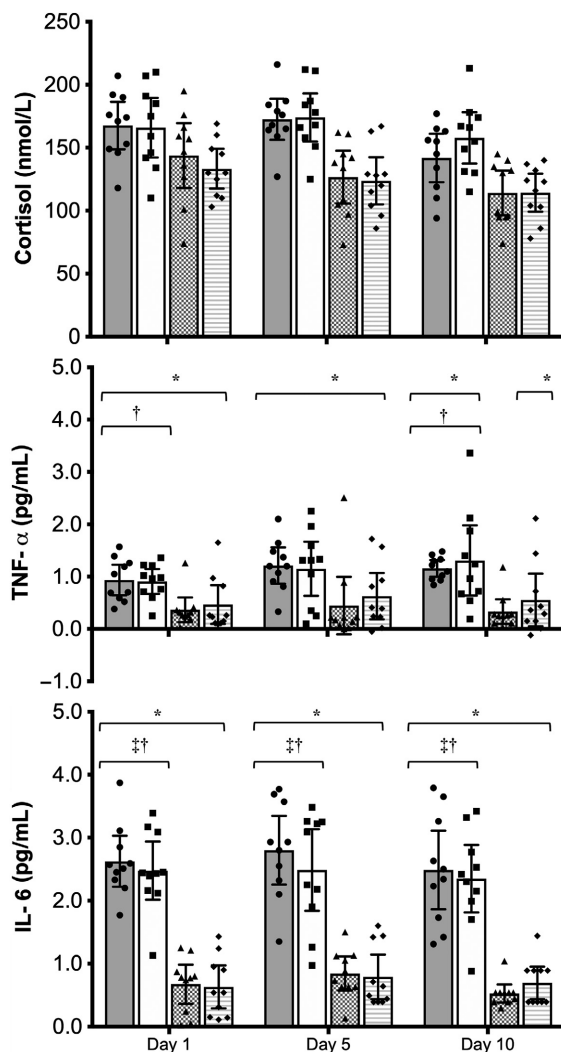 250
200
150
100
50
0
Cortisol (nmol/L)
5.0
4.0
3.0
2.0
1.0
0.0
–1.0
TNF- α (pg/mL)
* * * *
† †
5.0
4.0
3.0
2.0
1.0
0.0
IL- 6 (pg/mL)
* * *
‡† ‡† ‡†
Day 1 Day 5 Day 10